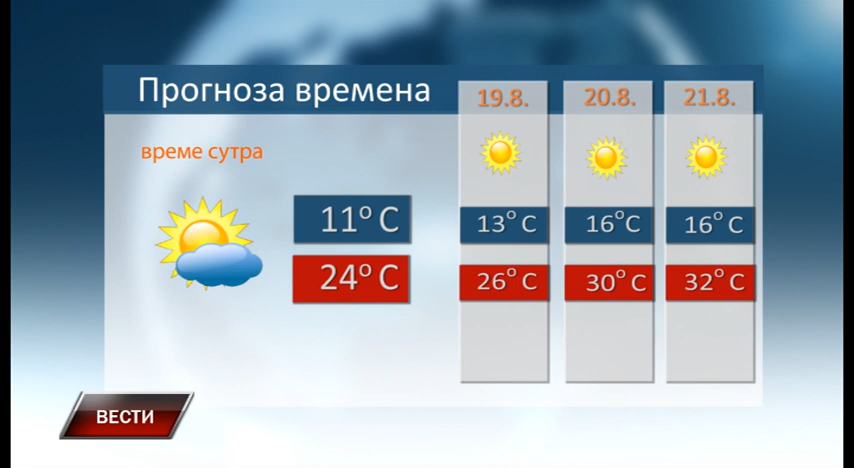 Прогноза времена
време сутра
11° C
24° C
19.8.
13° C
26° C
20.8.
16°C
30° C
21.8.
16° C
32° C
ВЕСТИ